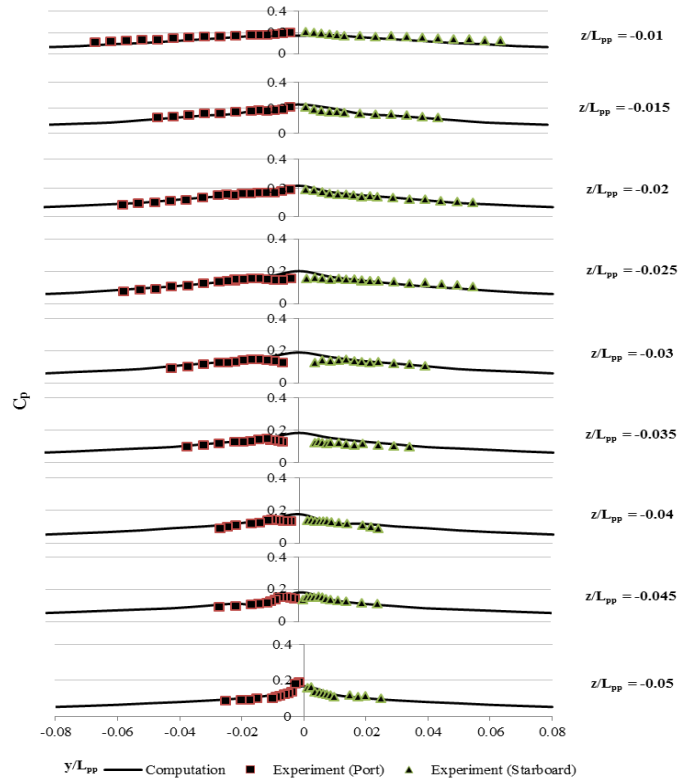 0.4
0.2
0
z/Lpp = -0.01
0.4
0.2
0
z/Lpp = -0.015
0.4
0.2
0
z/Lpp = -0.02
0.4
0.2
0
z/Lpp = -0.025
0.4
0.2
0
z/Lpp = -0.03
Cp
0.4
0.2
0
z/Lpp = -0.035
0.4
0.2
0
z/Lpp = -0.04
0.4
0.2
0
z/Lpp = -0.045
0.4
0.2
0
z/Lpp = -0.05
-0.08 -0.06 -0.04 -0.02 0 0.02 0.04 0.06 0.08
y/Lpp Computation Experiment (Port) Experiment (Starboard)